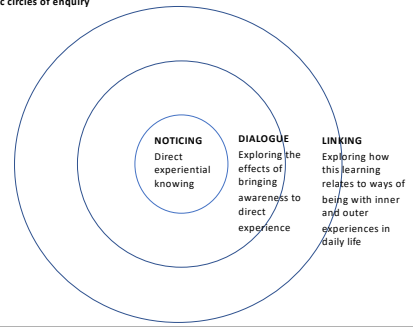 c circles of enquiry
NOTICING
Direct
experiential
knowing
DIALOGUE
Exploring the
effects of
bringing
awareness to
direct
experience
LINKING
Exploring how
this learning
relates to ways of
being with inner
and outer
experiences in
daily life